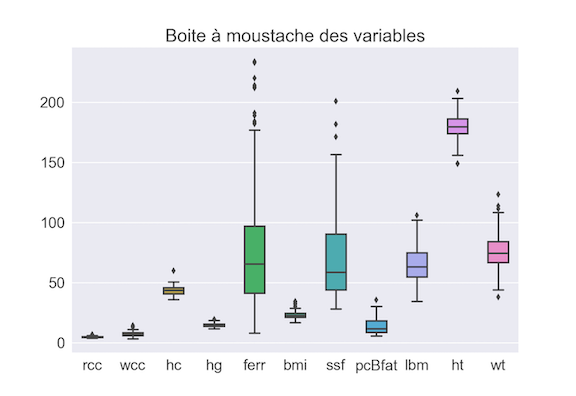 Boite à moustache des variables
200
150
100
50
0
rcc wcc hc hg ferr bmi ssf pcBfat lbm ht wt